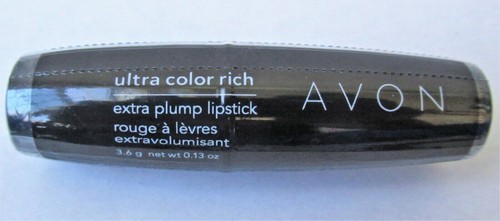 ultra color rich
extra plump lipstick
rouge à lèvres
extravolumisant
3.6 g net wt 0.13 oz
AVON